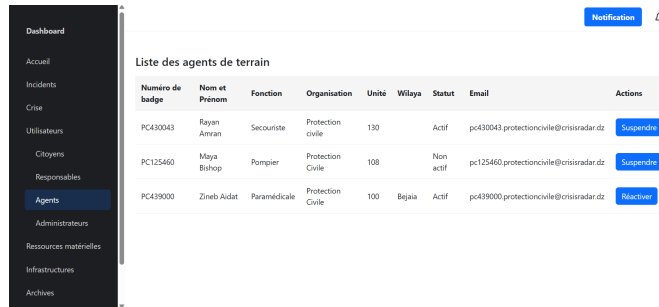 Notification
Dashboard
Accueil
Incidents
Crise
Utilisateurs
Citoyens
Responsables
Agents
Administrateurs
Ressources matérielles
Infrastructures
Archives
Liste des agents de terrain
Numéro de badge Nom et Prénom Fonction Organisation Unité Wilaya Statut Email Actions
PC430043 Rayan Amran Secouriste Protection civile 130 Actif pc430043.protectioncivile@crisisradar.dz Suspendre
PC125460 Maya Bishop Pompier Protection Civile 108 Non actif pc125460.protectioncivile@crisisradar.dz Suspendre
PC439000 Zineb Aidat Paramédicale Protection Civile 100 Bejaia Actif pc439000.protectioncivile@crisisradar.dz Réactiver